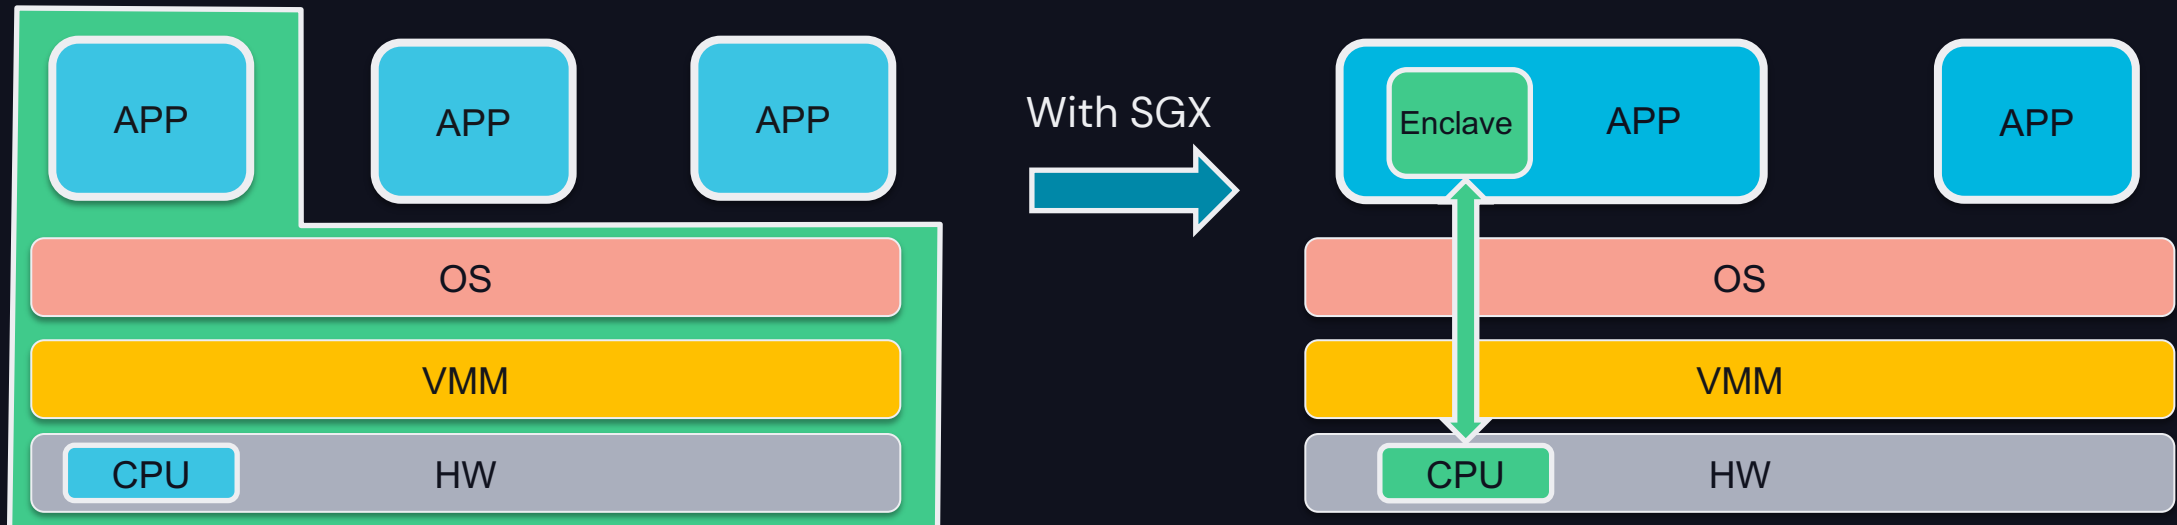 APP
APP
APP
OS
VMM
CPU
HW
With SGX
Enclave
APP
APP
OS
VMM
CPU
HW